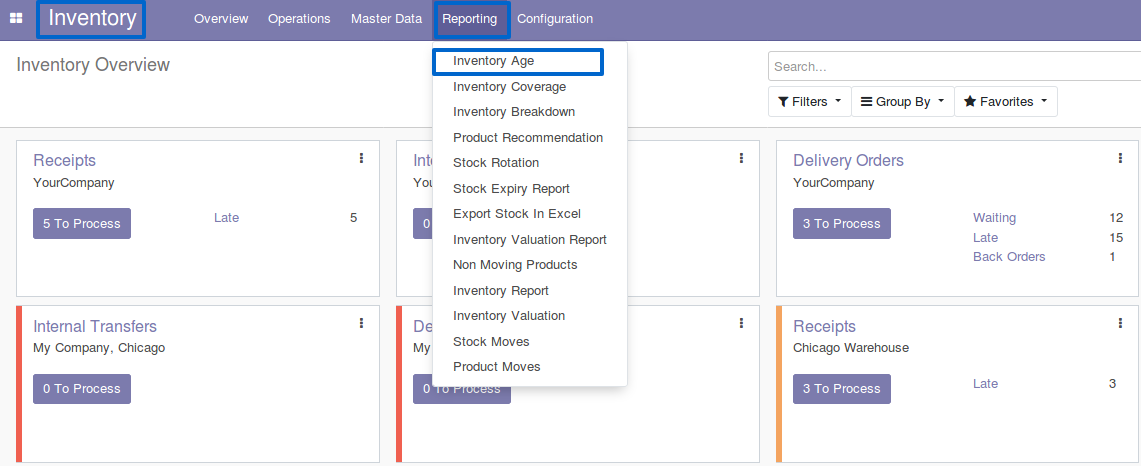 Inventory Overview Operations Master Data Reporting Configuration
Inventory Overview
Search...
Filters Group By Favorites
Inventory Age
Inventory Coverage
Inventory Breakdown
Product Recommendation
Stock Rotation
Stock Expiry Report
Export Stock In Excel
Inventory Valuation Report
Non Moving Products
Inventory Report
Inventory Valuation
Stock Moves
Product Moves
Receipts
YourCompany
5 To Process Late 5
0
Delivery Orders
YourCompany
3 To Process Waiting 12
Late 15
Back Orders 1
Internal Transfers
My Company, Chicago
0 To Process
De
My
0 To Process
Receipts
Chicago Warehouse
3 To Process Late 3